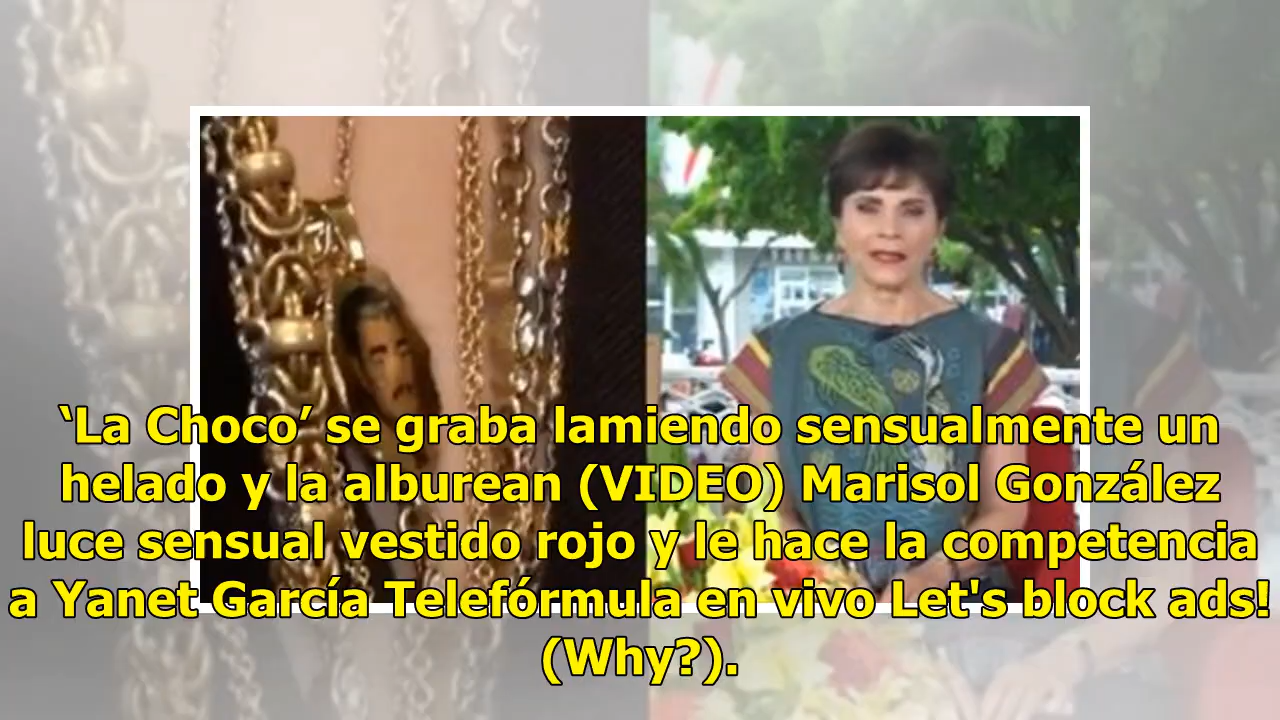 ‘La Choco’ se graba lamiendo sensualmente un
helado y la alburean (VIDEO) Marisol González
luce sensual vestido rojo y le hace la competencia
a Yanet García Telefórmula en vivo Let's block ads!
(Why?).